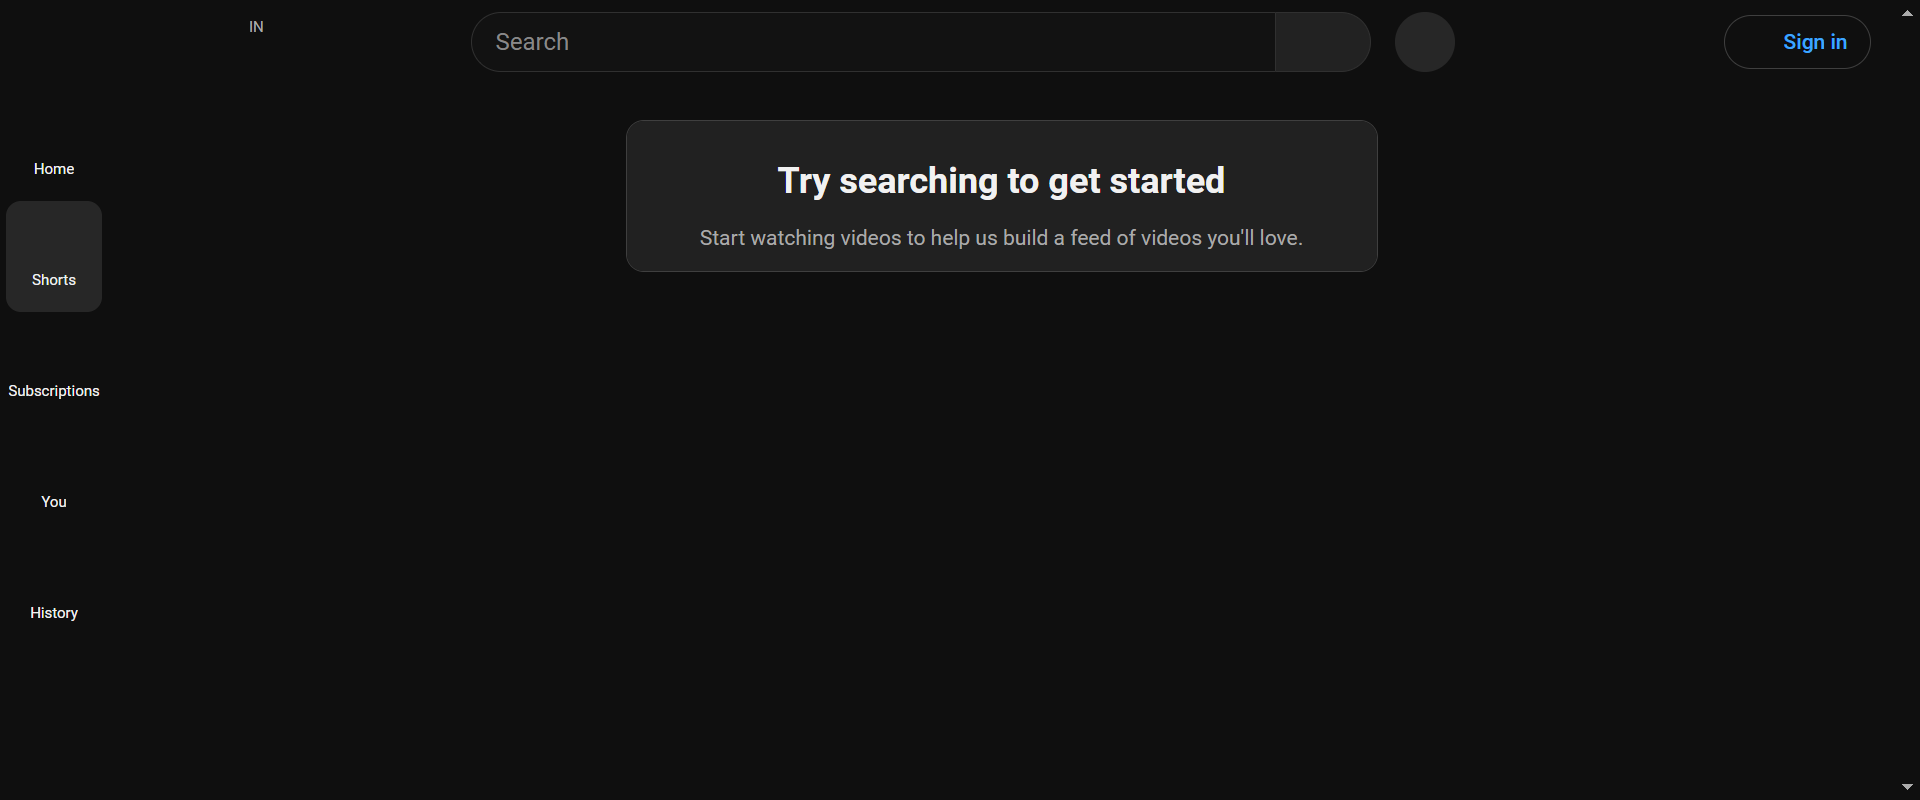 IN
Search
Sign in
Home
Shorts
Subscriptions
You
History
Try searching to get started
Start watching videos to help us build a feed of videos you'll love.